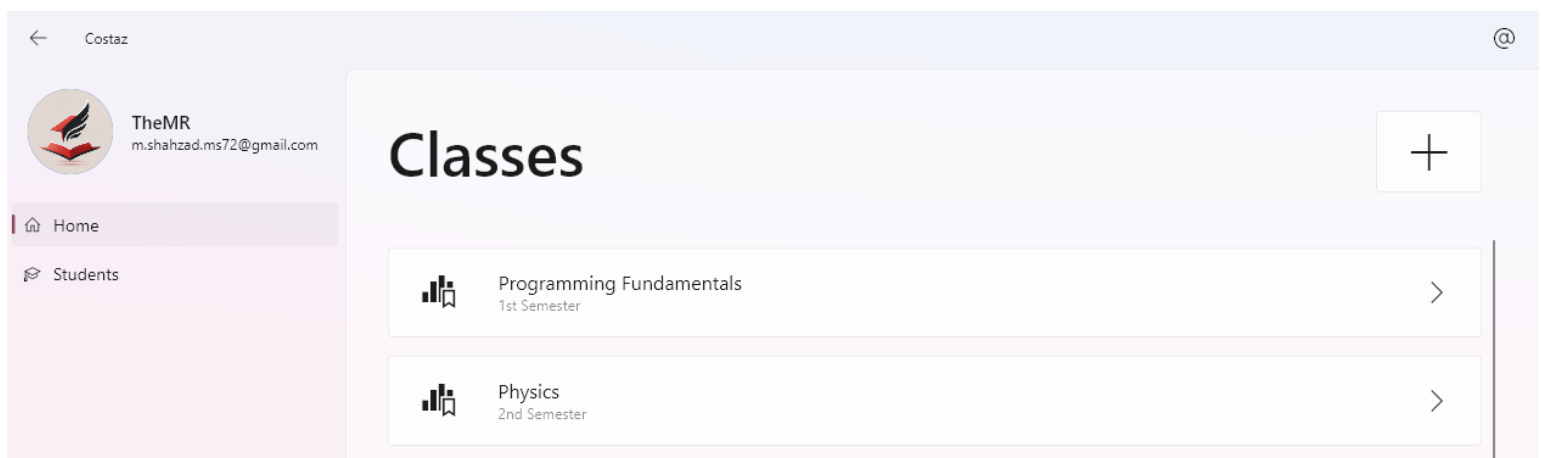 Costaz
@
TheMR
m.shahzad.ms72@gmail.com
Home
Students
Classes
Programming Fundamentals
1st Semester
Physics
2nd Semester